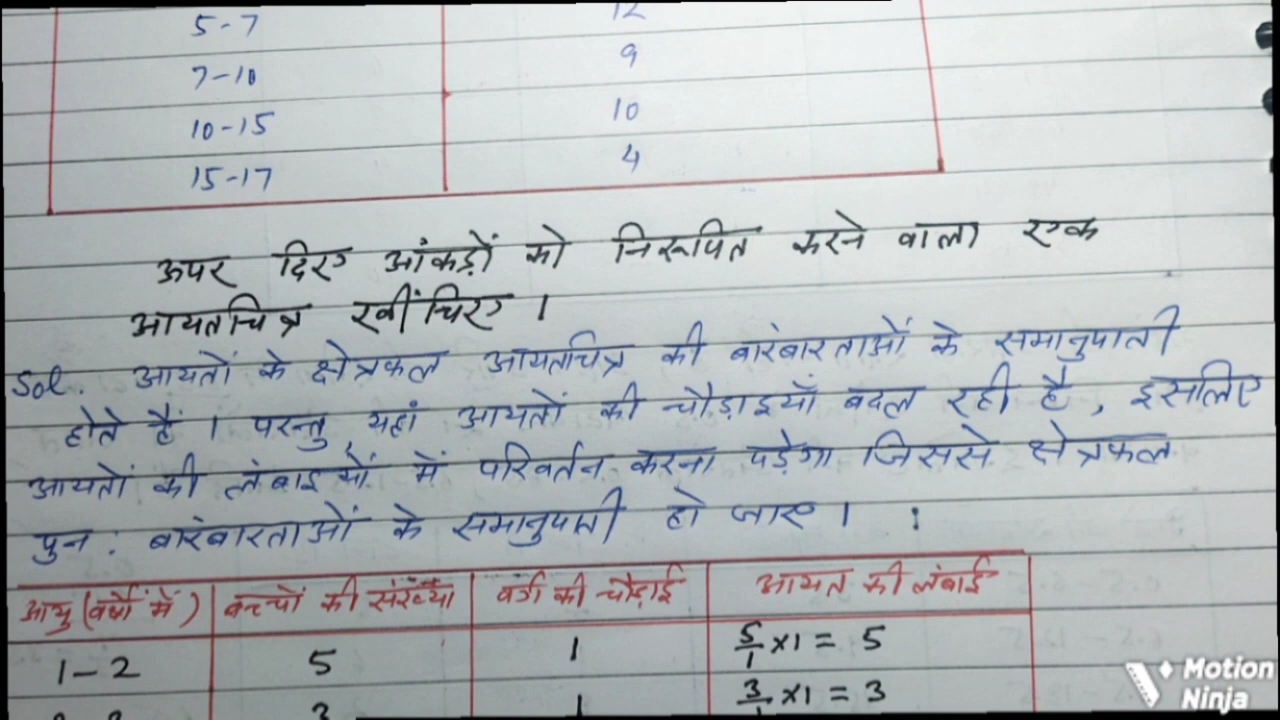 5-7 12
7-10 9
10-15 10
15-17 4
ऊपर दिए आंकड़ों को निरूपित करने वाला एक
आयतचित्र खींचिए ।
Sol. आयतों के क्षेत्रफल आयतचित्र की बारंबारताओं के समानुपाती
होते हैं । परन्तु यहां आयतों की चौड़ाइयाँ बदल रही है, इसलिए
आयतों की लंबाइयों में परिवर्तन करना पड़ेगा जिससे क्षेत्रफल
पुन: बारंबारताओं के समानुपाती हो जाए । :
आयु (वर्षों में) बच्चों की संख्या वर्ग की चौड़ाई आयत की लंबाई
1-2 5 1 5/1 ×1 = 5
3 1 3/1 ×1 = 3
Motion
Ninja